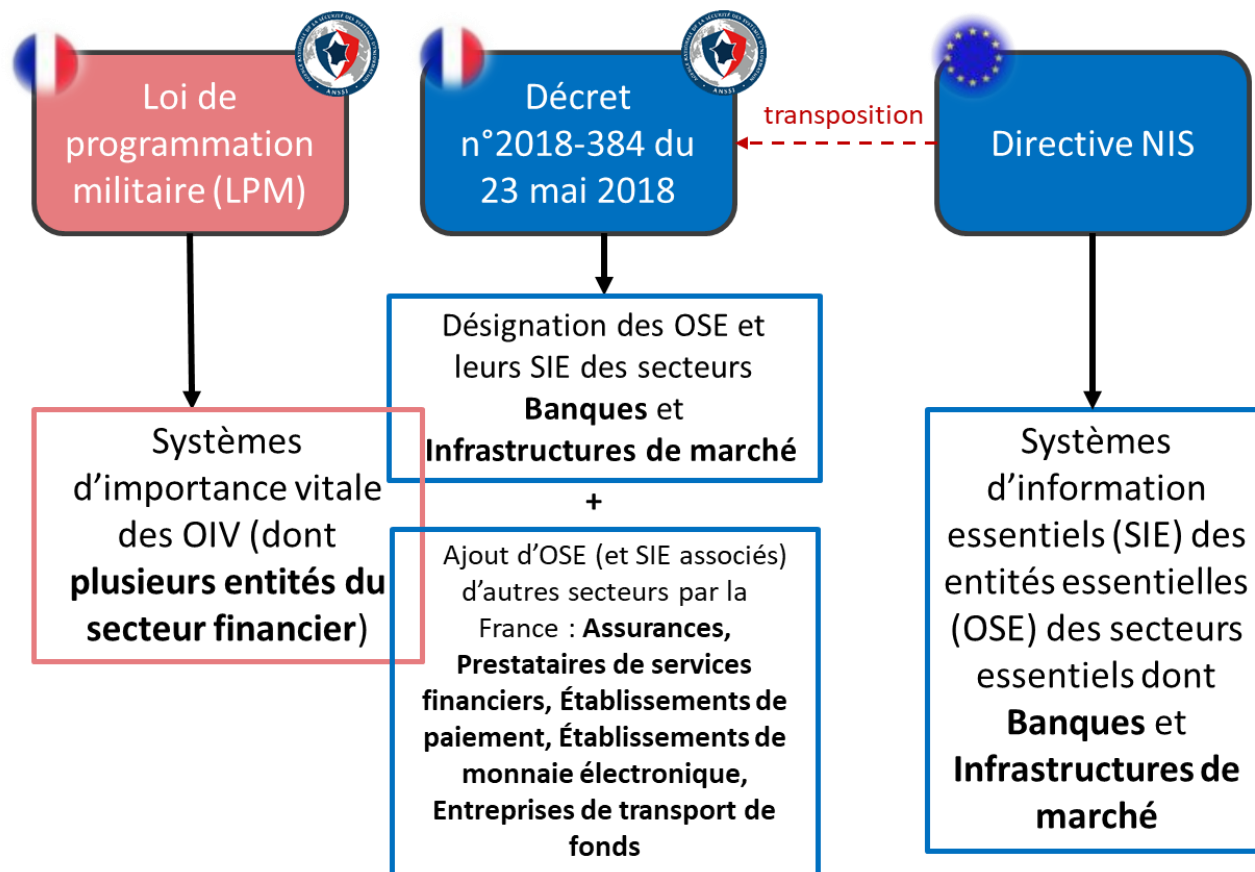 Loi de
programmation
militaire (LPM)
ANSSI
Décret
n°2018-384 du
23 mai 2018
ANSSI
transposition
Directive NIS
Systèmes
d'importance vitale
des OIV (dont
plusieurs entités du
secteur financier)
Désignation des OSE et
leurs SIE des secteurs
Banques et
Infrastructures de marché
+
Ajout d'OSE (et SIE associés)
d'autres secteurs par la
France : Assurances,
Prestataires de services
financiers, Établissements de
paiement, Établissements de
monnaie électronique,
Entreprises de transport de
fonds
Systèmes
d'information
essentiels (SIE) des
entités essentielles
(OSE) des secteurs
essentiels dont
Banques et
Infrastructures de
marché